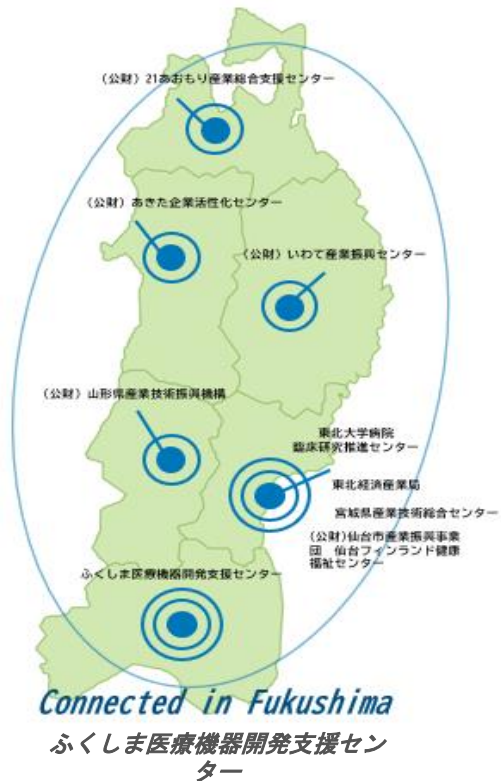 （公財）21あおもり産業総合支援センター
（公財）あきた企業活性化センター
（公財）いわて産業振興センター
（公財）山形県産業技術振興機構
東北大学病院
臨床研究推進センター
東北経済産業局
宮城県産業技術総合センター
（公財）仙台市産業振興事業
団　仙台フィンランド健康
福祉センター
ふくしま医療機器開発支援センター
Connected in Fukushima
ふくしま医療機器開発支援セン
ター